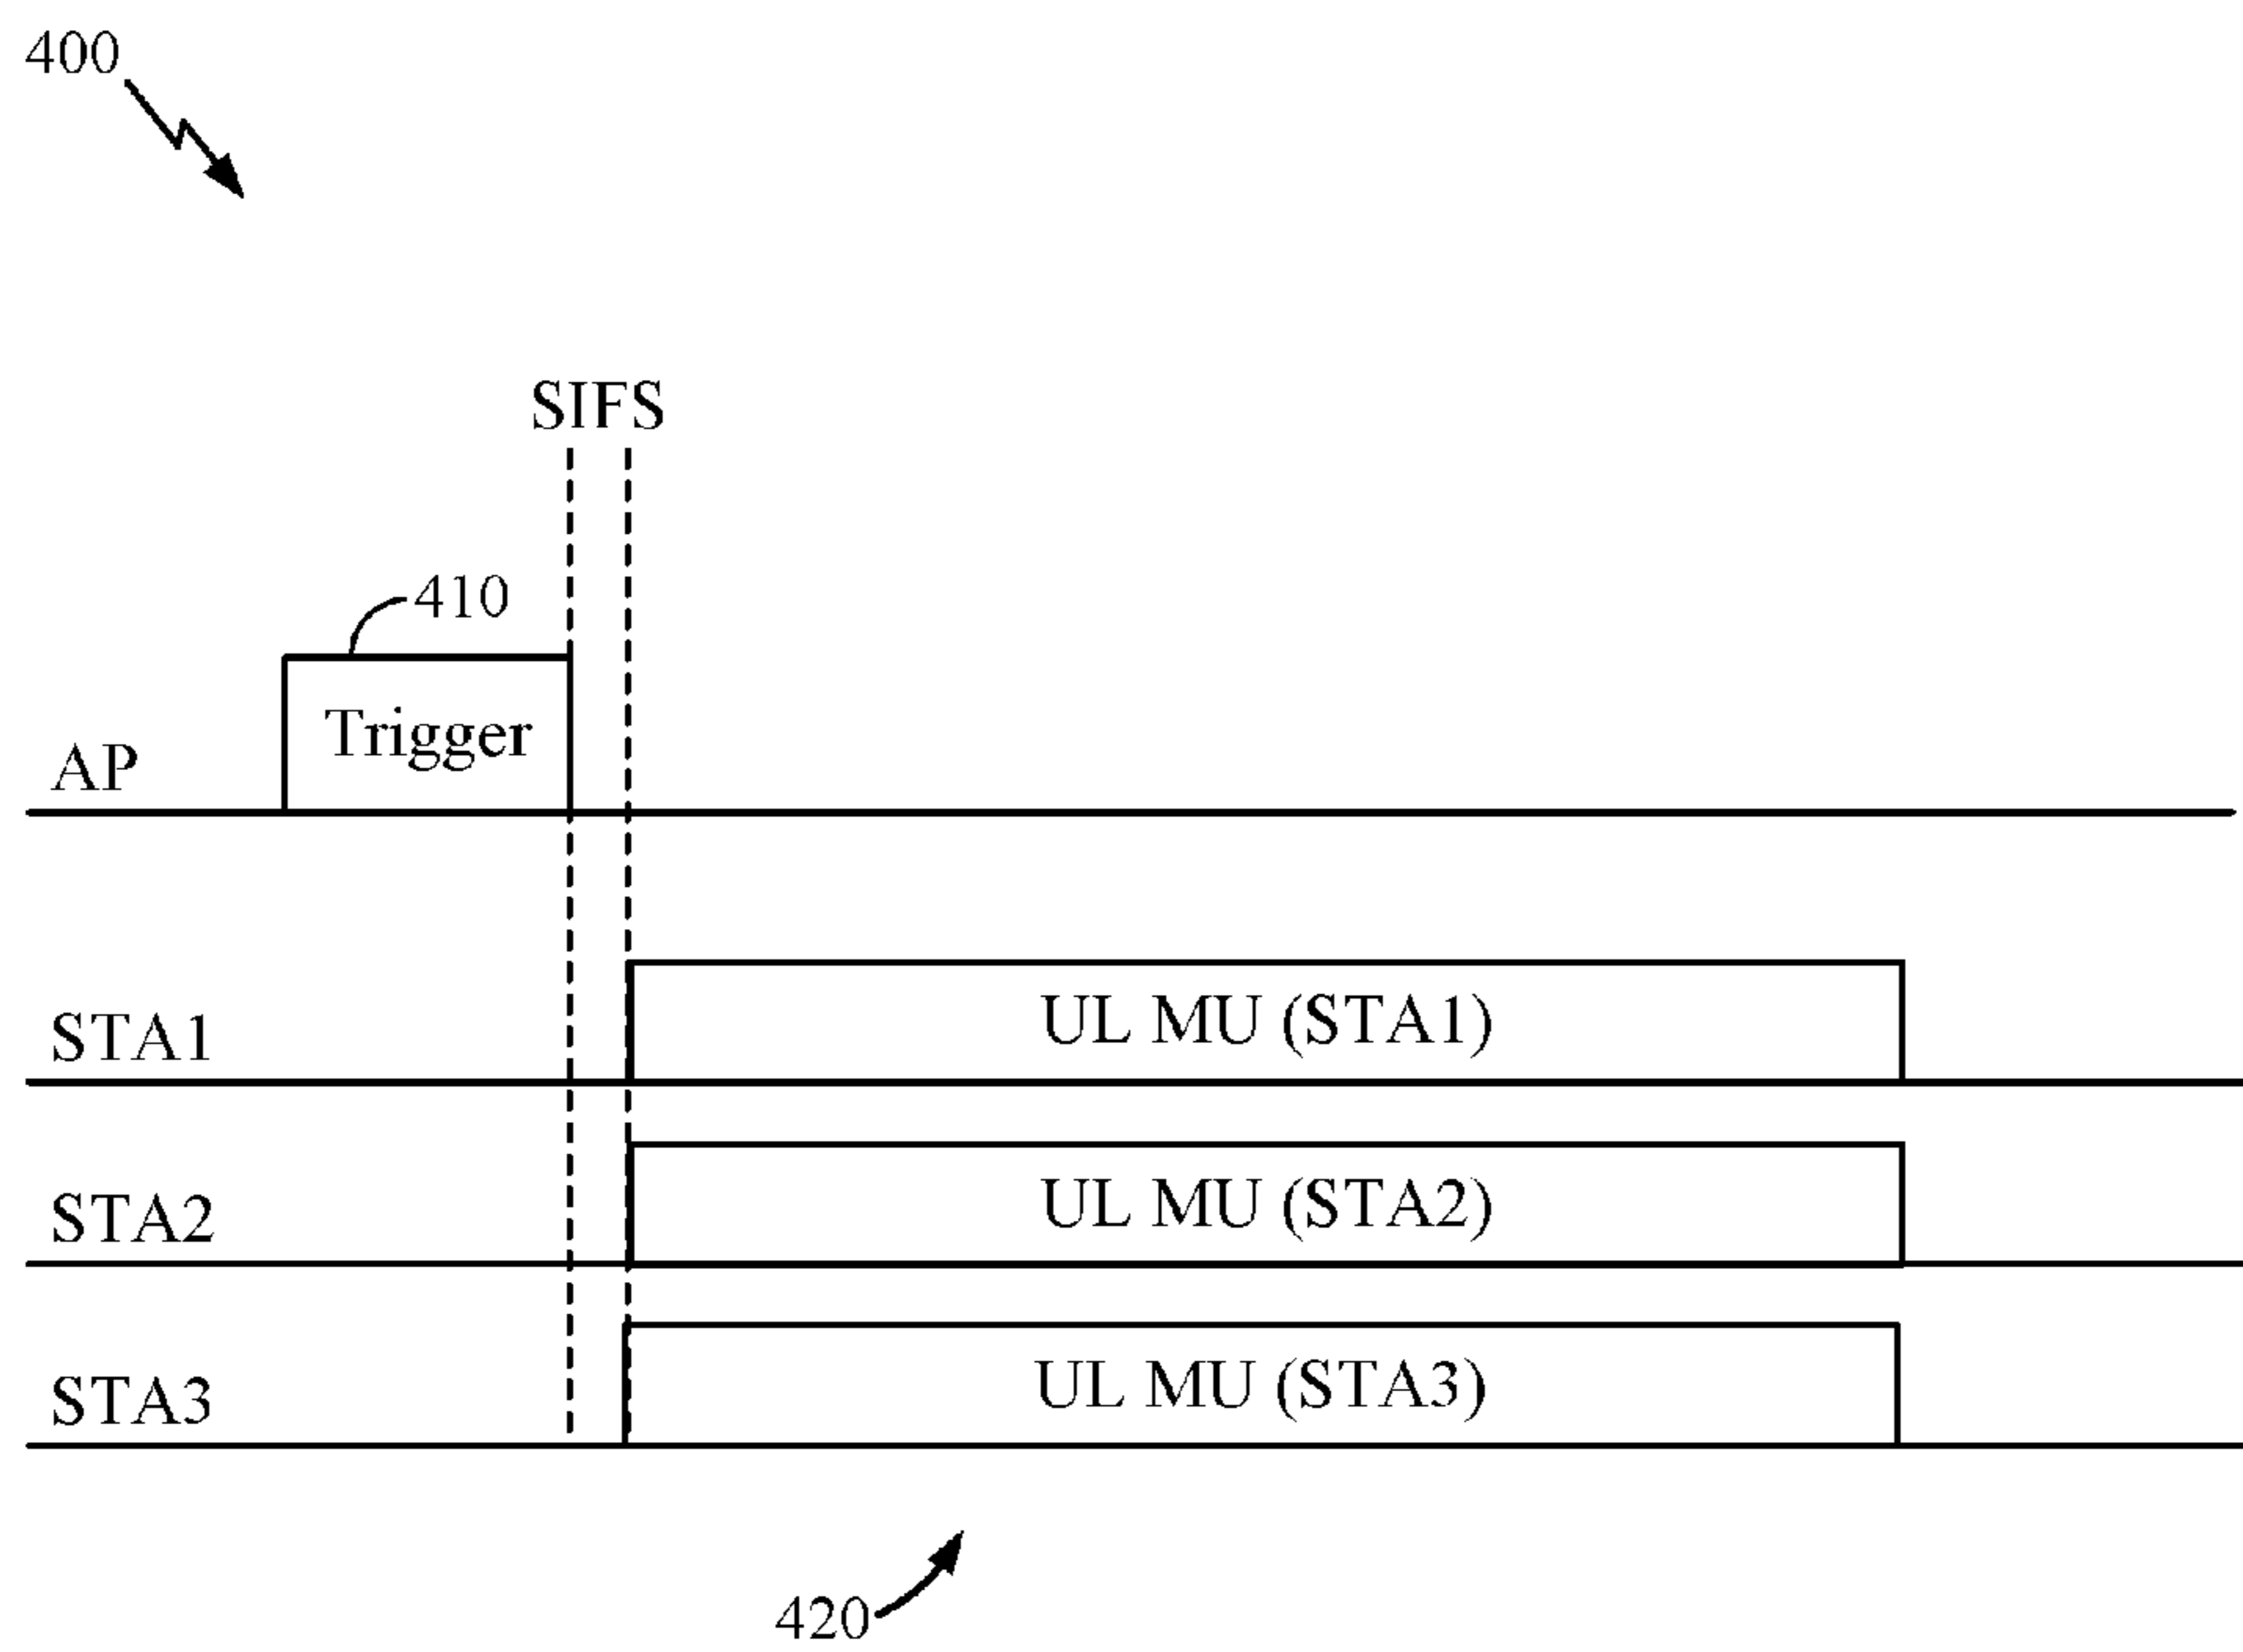 400
SIFS
410
Trigger
AP
UL MU (STA1)
STA1
UL MU (STA2)
STA2
UL MU (STA3)
STA3
420